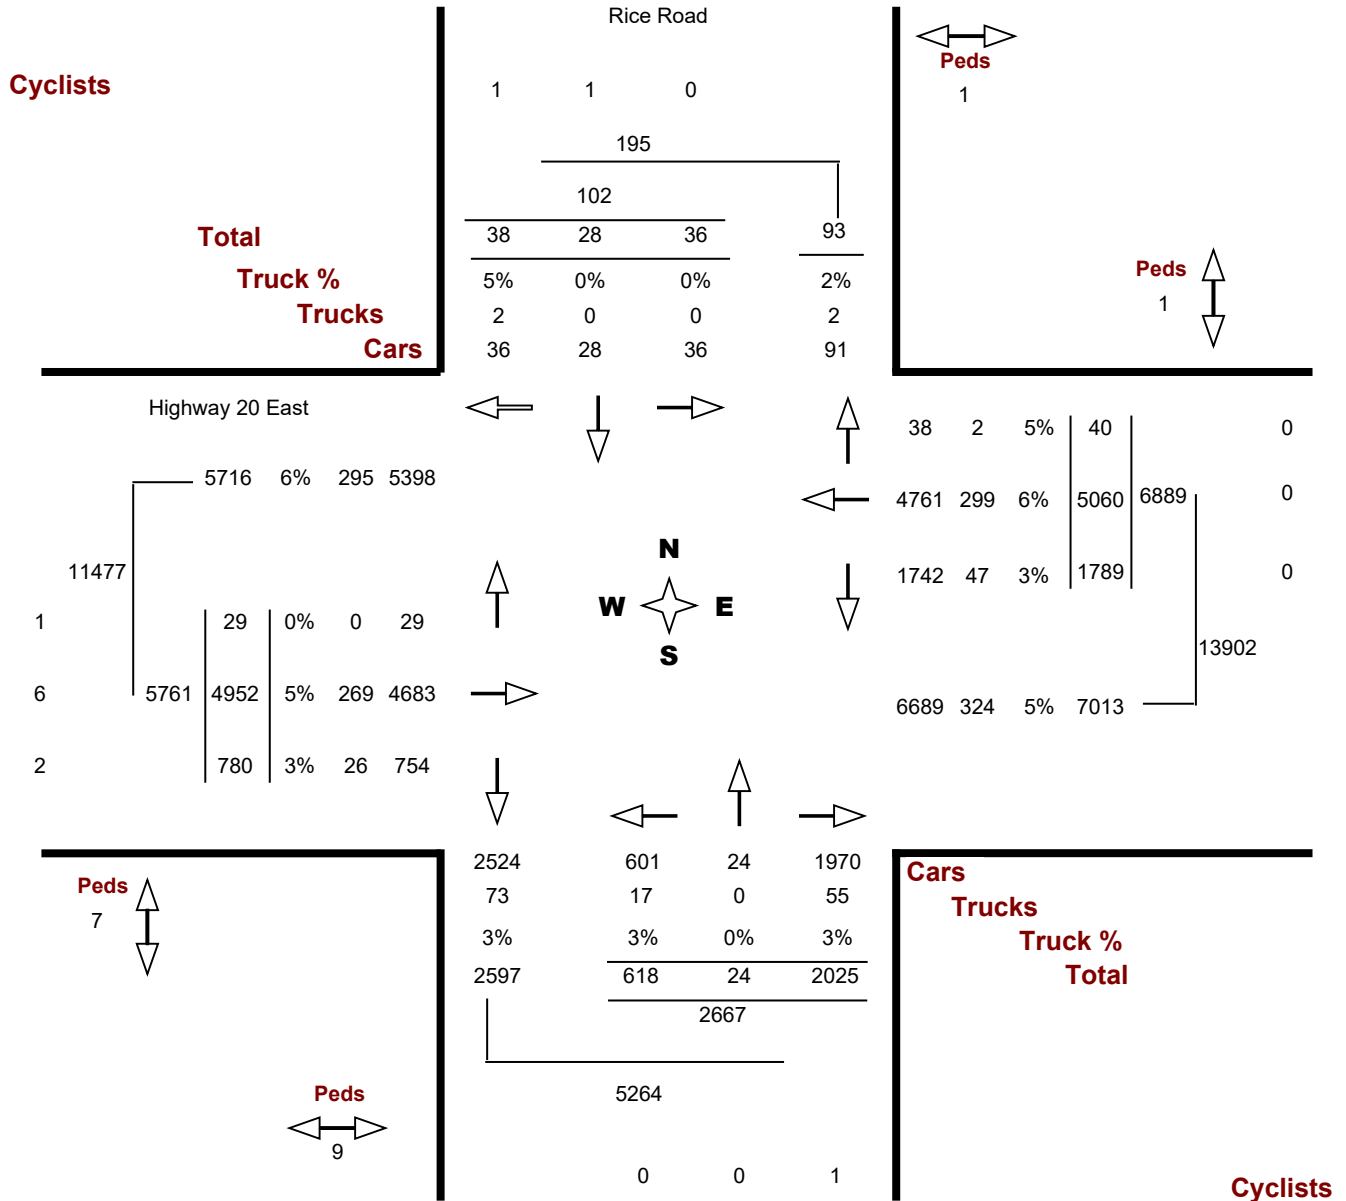 Rice Road
Peds
Cyclists
1 1 0
1
195
102
Total 38 28 36 93
Truck % 5% 0% 0% 2%
Peds
Trucks 2 0 0 2
1
Cars 36 28 36 91
Highway 20 East
38 2 5% 40 0
5716 6% 295 5398
4761 299 6% 5060 6889 0
N
11477
1742 47 3% 1789 0
W E
1 29 0% 0 29
S
13902
6 5761 4952 5% 269 4683
6689 324 5% 7013
2 780 3% 26 754
2524 601 24 1970 Cars
Peds
73 17 0 55 Trucks
7
3% 3% 0% 3% Truck %
2597 618 24 2025 Total
2667
Peds
5264
9
0 0 1
Cyclists